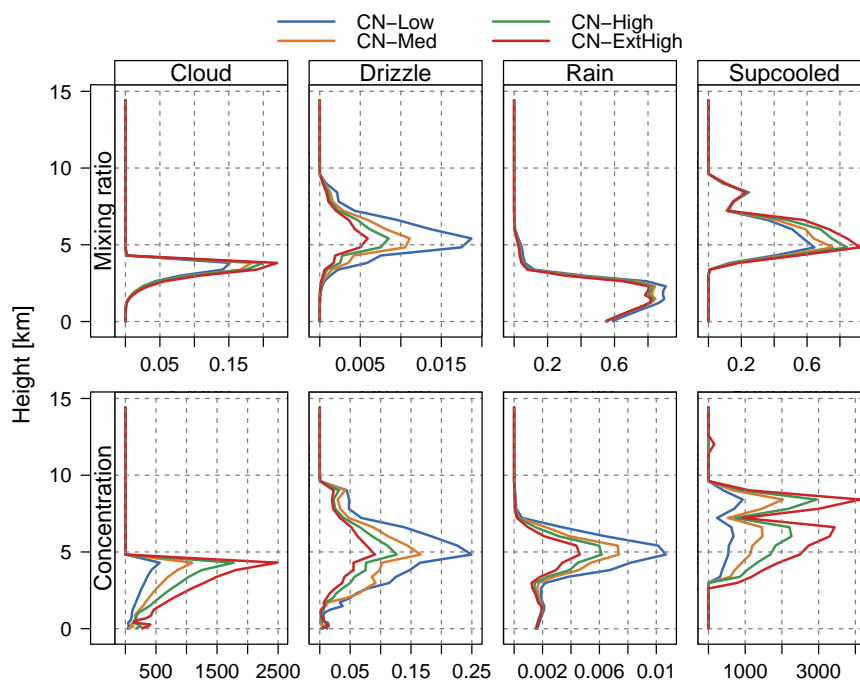 CN−Low CN−High
CN−Med CN−ExtHigh
Cloud Drizzle Rain Supcooled
15
10
5
0
Mixing ratio
0.05 0.15 0.005 0.015 0.2 0.6 0.2 0.6
Height [km]
15
10
5
0
Concentration
500 1500 2500 0.05 0.15 0.25 0.002 0.006 0.01 1000 3000